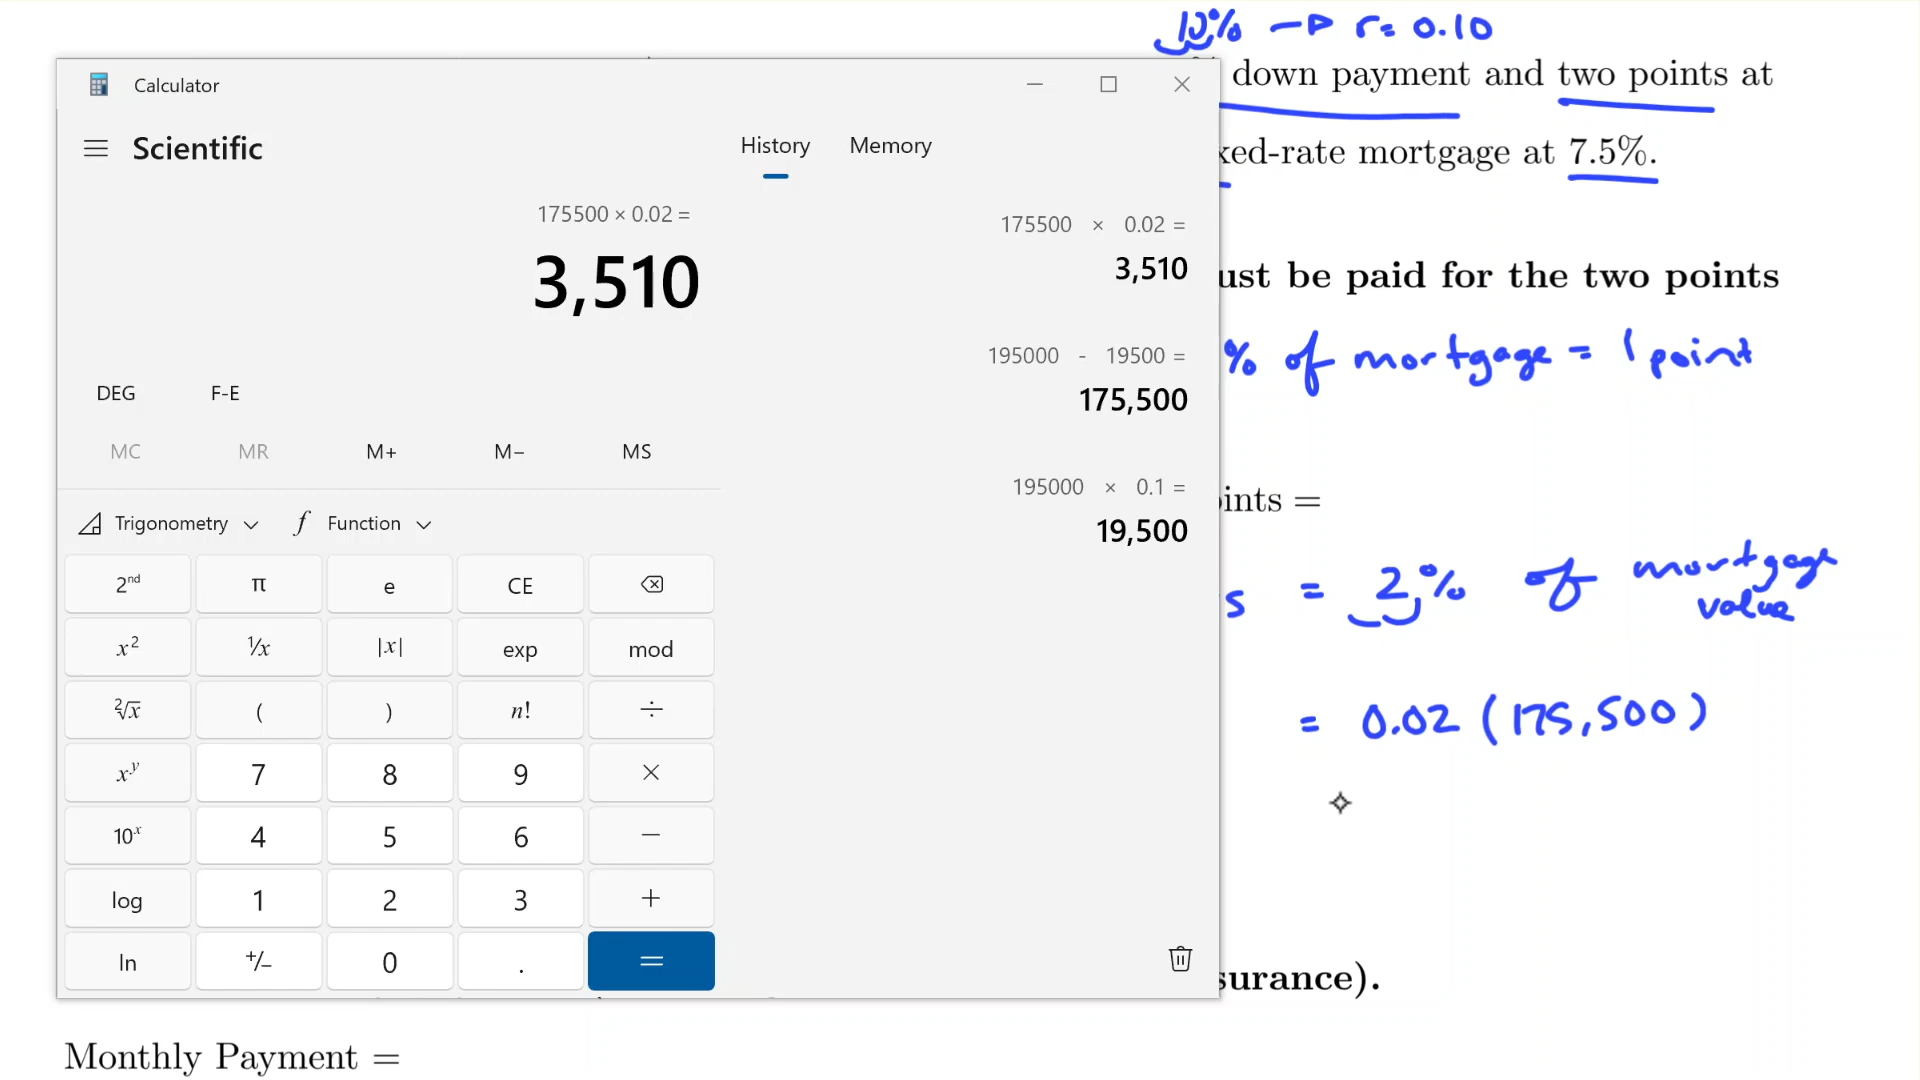 10% → r = 0.10
down payment and two points at
Calculator
Scientific
History Memory
xed-rate mortgage at 7.5%.
175500 × 0.02 =
3,510
175500 × 0.02 =
3,510
ust be paid for the two points
195000 - 19500 =
175,500
% of mortgage = 1 point
DEG F-E
MC MR M+ M− MS
195000 × 0.1 =
19,500
ints =
Trigonometry f Function
2nd π e CE
x² ¹/x |x| exp mod
²√x ( ) n! ÷
xʸ 7 8 9 ×
10ˣ 4 5 6 −
log 1 2 3 +
ln +/− 0 . =
s = 2% of mortgage
value
= 0.02 (175,500)
surance).
Monthly Payment =